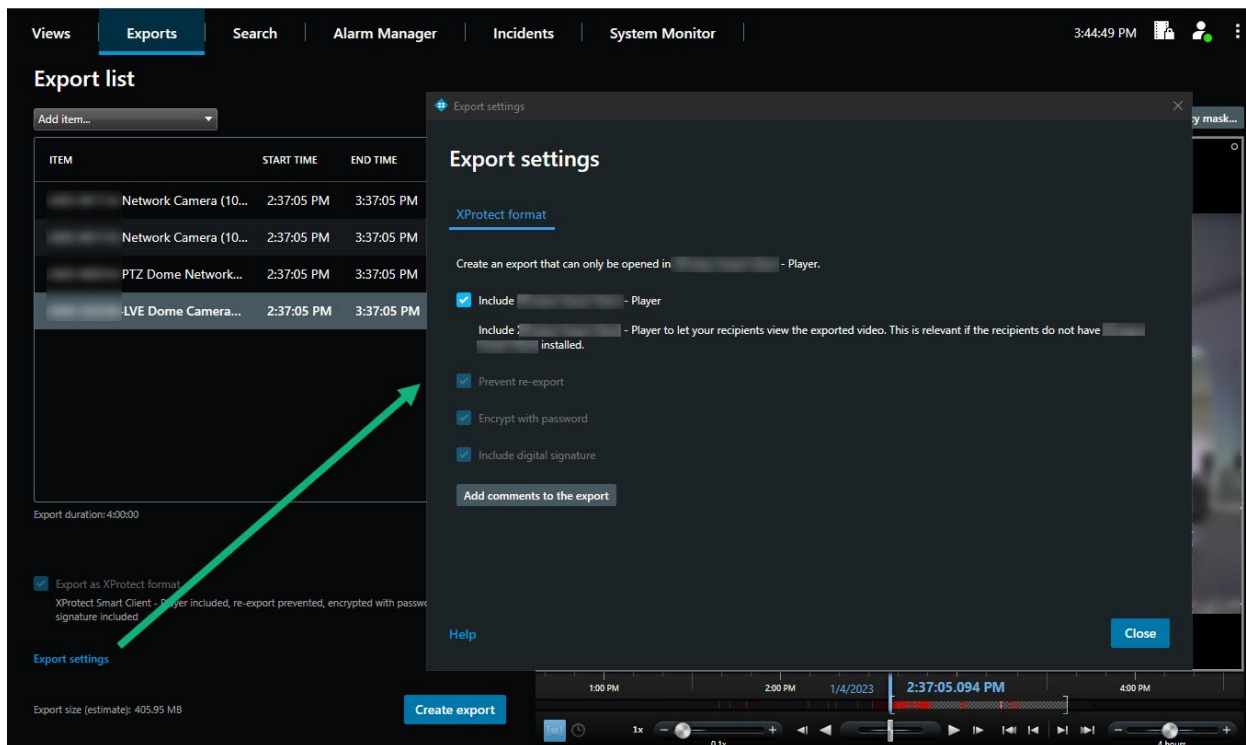 Views Exports Search Alarm Manager Incidents System Monitor 3:44:49 PM
Export list
Add item...
ITEM START TIME END TIME
Network Camera (10... 2:37:05 PM 3:37:05 PM
Network Camera (10... 2:37:05 PM 3:37:05 PM
PTZ Dome Network... 2:37:05 PM 3:37:05 PM
-LVE Dome Camera... 2:37:05 PM 3:37:05 PM
Export duration: 4:00:00
Export as XProtect format
XProtect Smart Client - Player included, re-export prevented, encrypted with passw
signature included
Export settings
Export size (estimate): 405.95 MB
Create export
Export settings
y mask...
Export settings
XProtect format
Create an export that can only be opened in - Player.
Include - Player
Include - Player to let your recipients view the exported video. This is relevant if the recipients do not have
installed.
Prevent re-export
Encrypt with password
Include digital signature
Add comments to the export
Help
Close
1:00 PM 2:00 PM 1/4/2023 2:37:05.094 PM 4:00 PM
1x
0.1x 4 hours